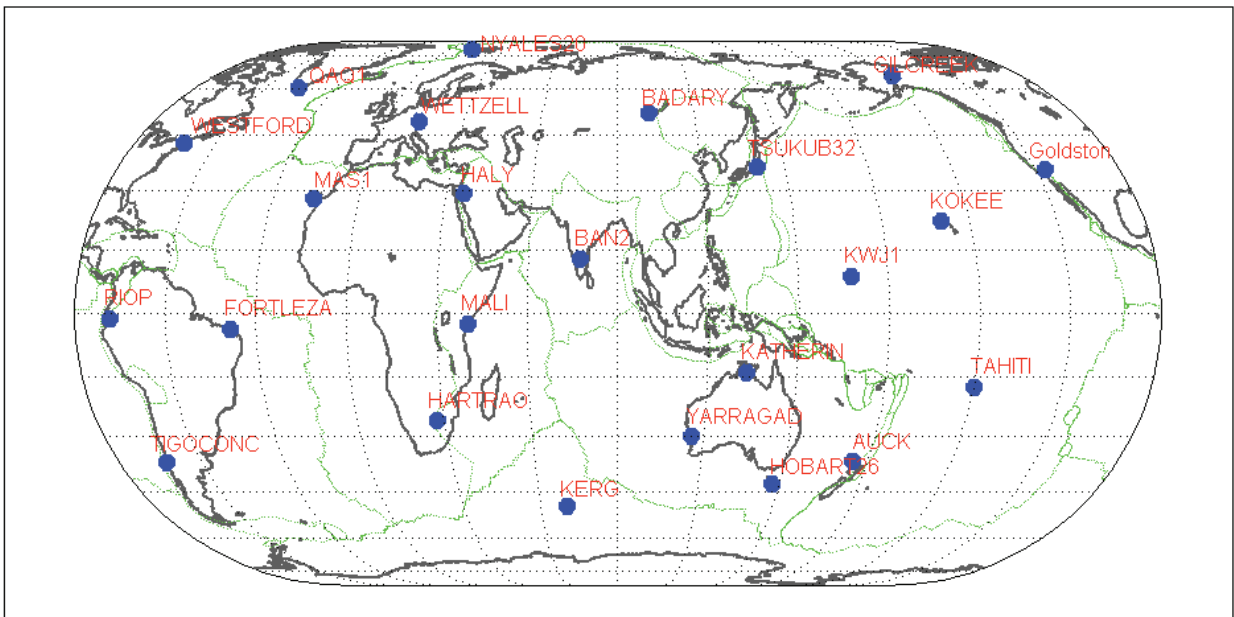 NYALES20
GILCREEK
QAQ1
BADARY
WETTZELL
WESTFORD
TSUKUB32
Goldston
MAS1
HALY
KOKEE
BAN2
KWJ1
RIOP
FORTLEZA
MALI
KATHERIN
TAHITI
HARTRAO
YARRAGAD
TIGOCONC
AUCK
HOBART26
KERG